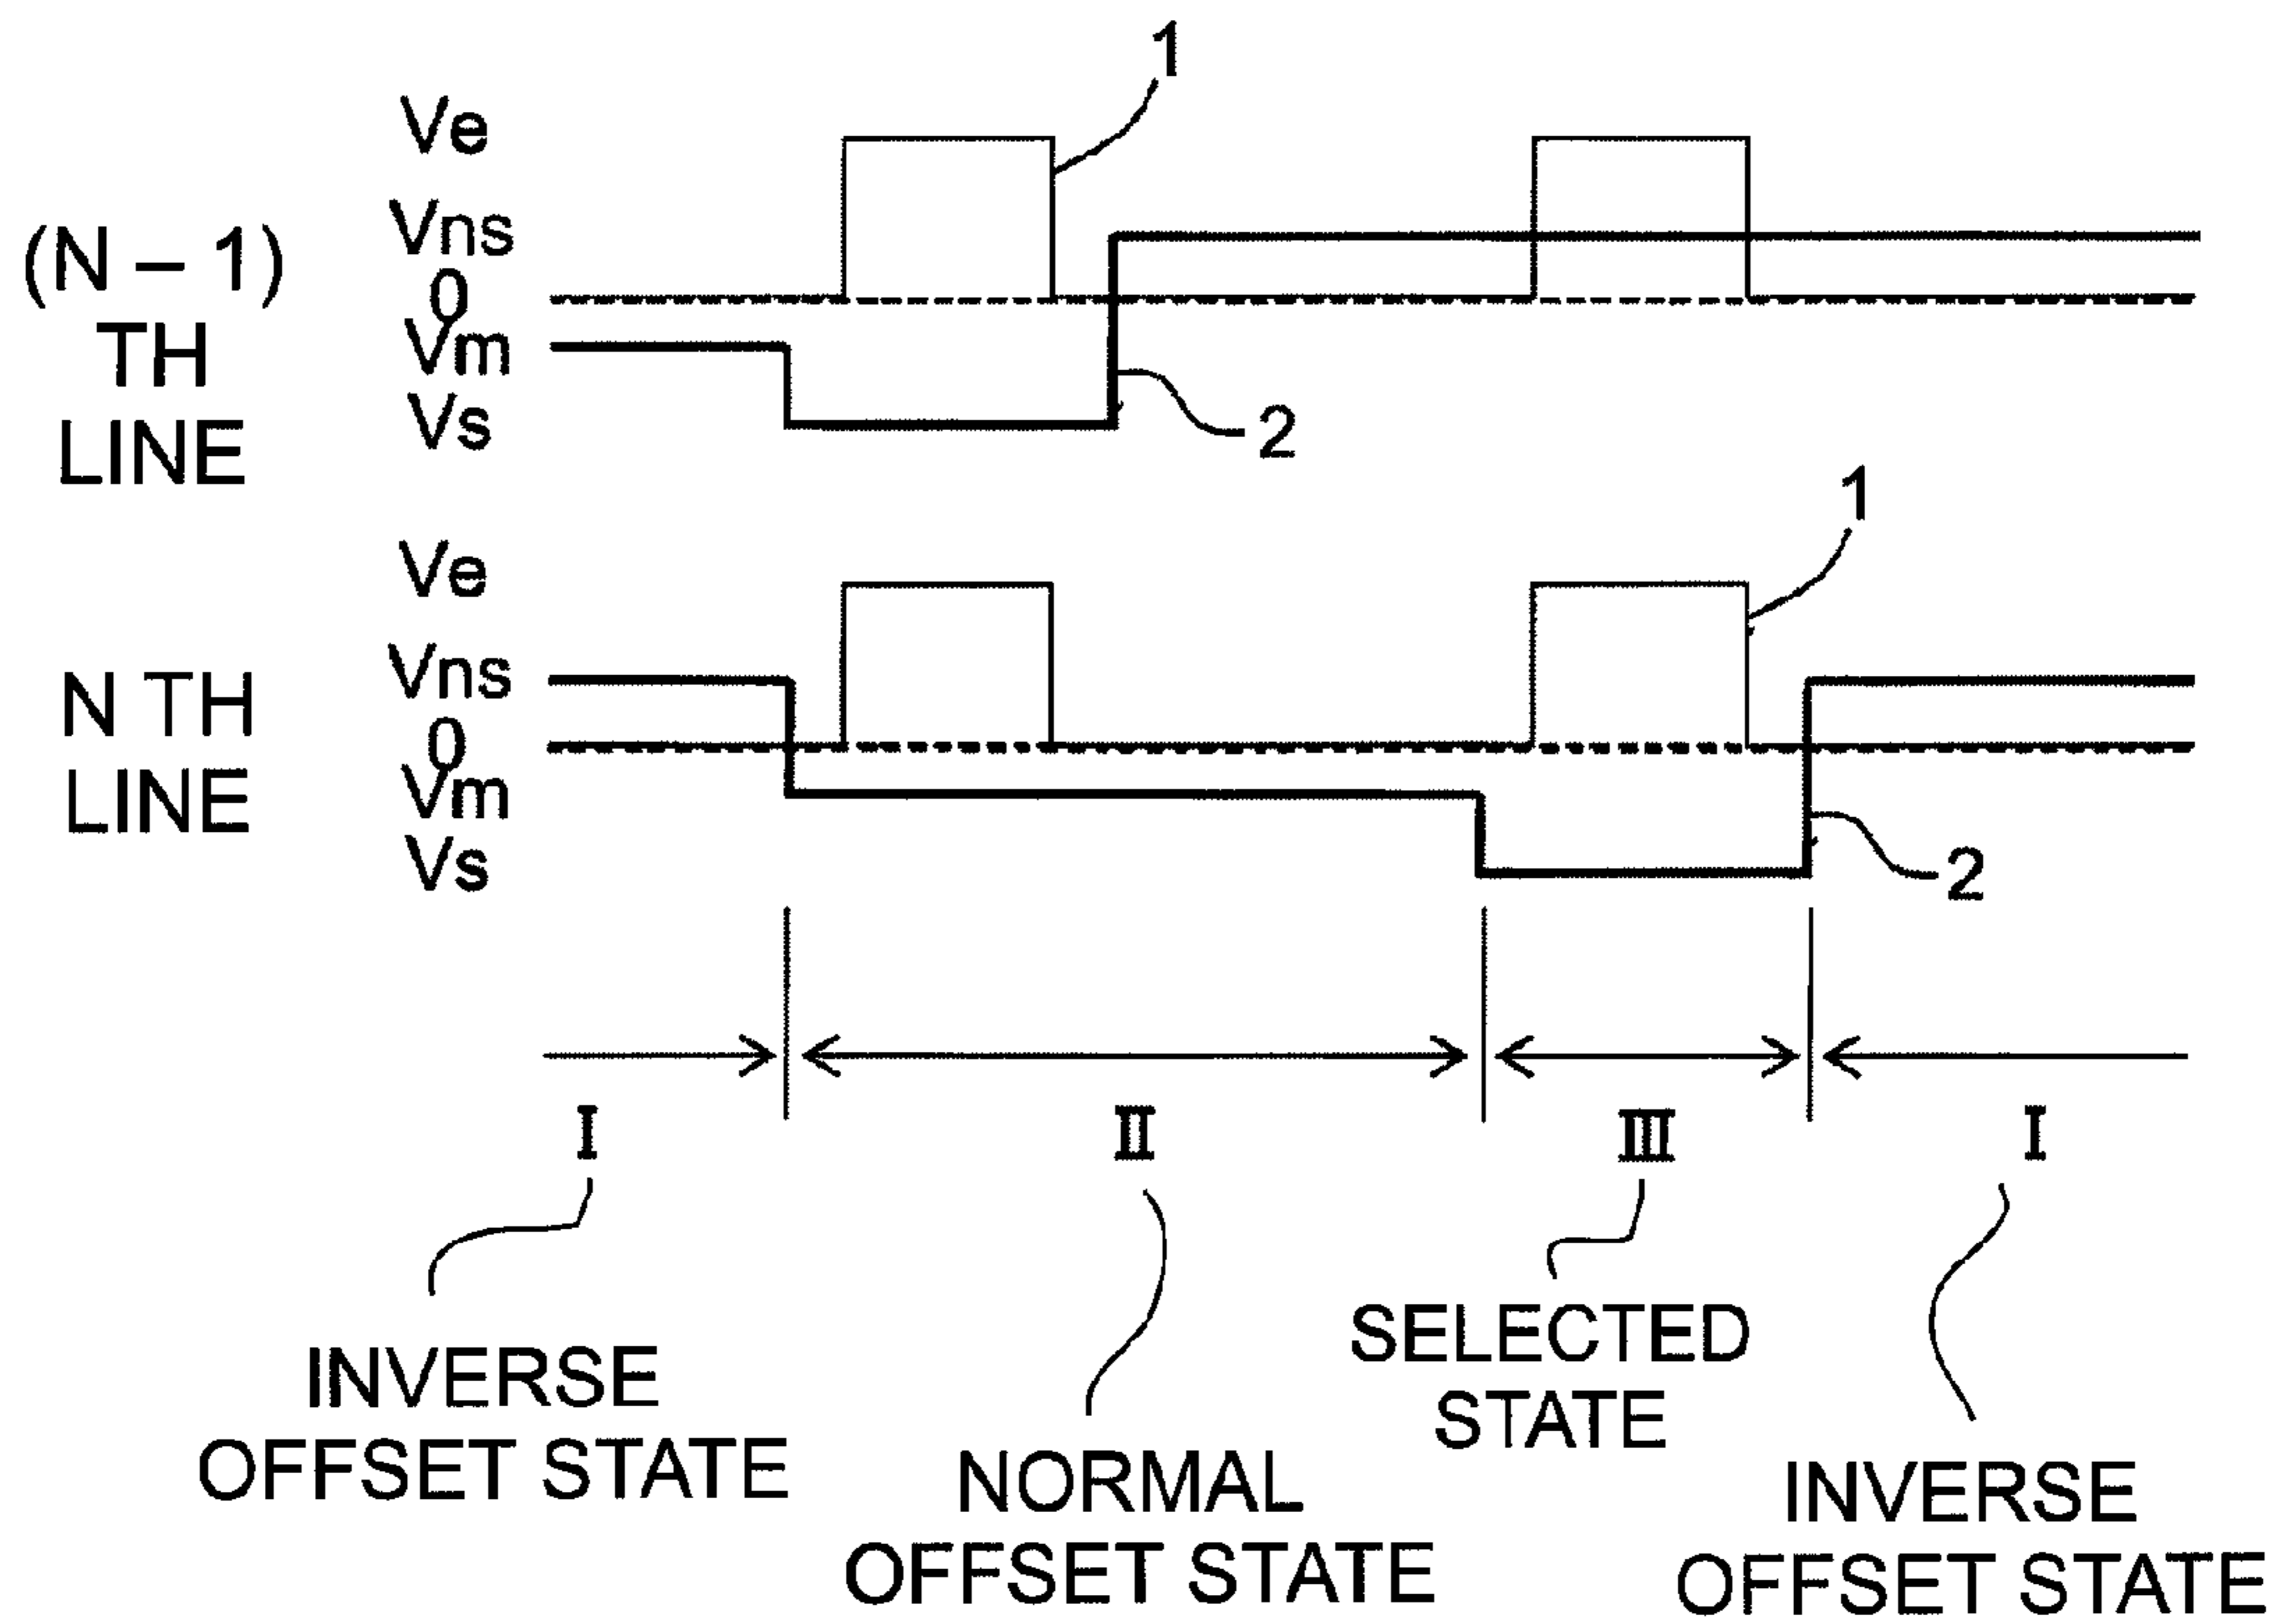 1
Ve
Vns
0
Vm
Vs
(N – 1)
TH
LINE
2
1
Ve
Vns
0
Vm
Vs
N TH
LINE
2
I
II
III
I
INVERSE
OFFSET STATE
NORMAL
OFFSET STATE
SELECTED
STATE
INVERSE
OFFSET STATE